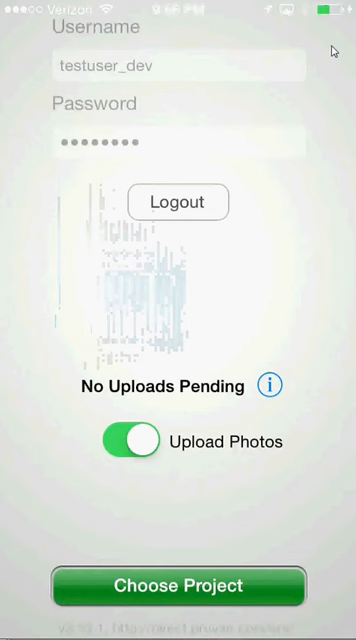 Verizon
Username
testuser_dev
Password
Logout
No Uploads Pending
Upload Photos
Choose Project